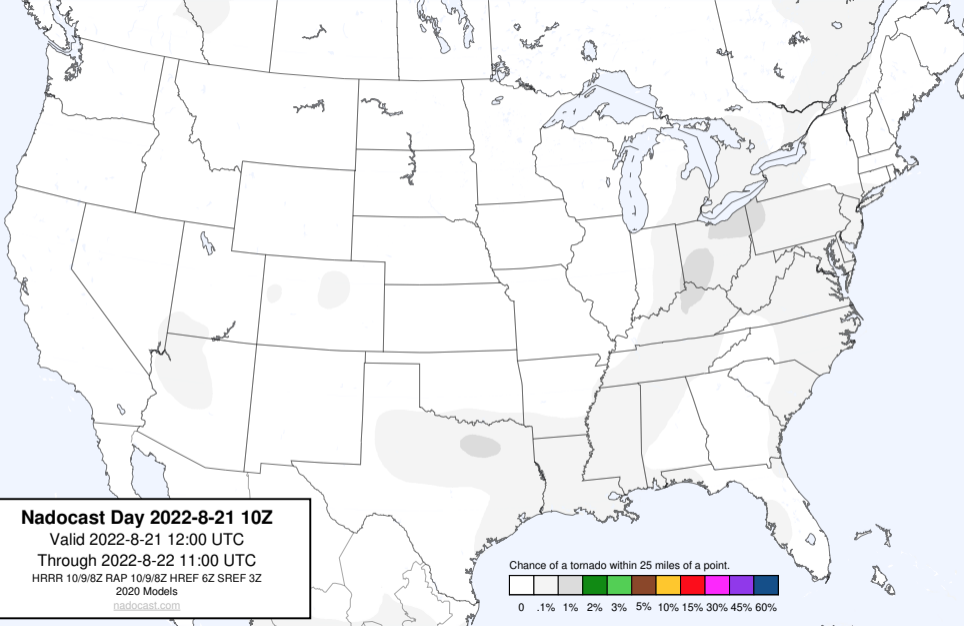 Nadocast Day 2022-8-21 10Z
Valid 2022-8-21 12:00 UTC
Through 2022-8-22 11:00 UTC
HRRR 10/9/8Z RAP 10/9/8Z HREF 6Z SREF 3Z
2020 Models
nadocast.com
Chance of a tornado within 25 miles of a point.
0 .1% 1% 2% 3% 5% 10% 15% 30% 45% 60%